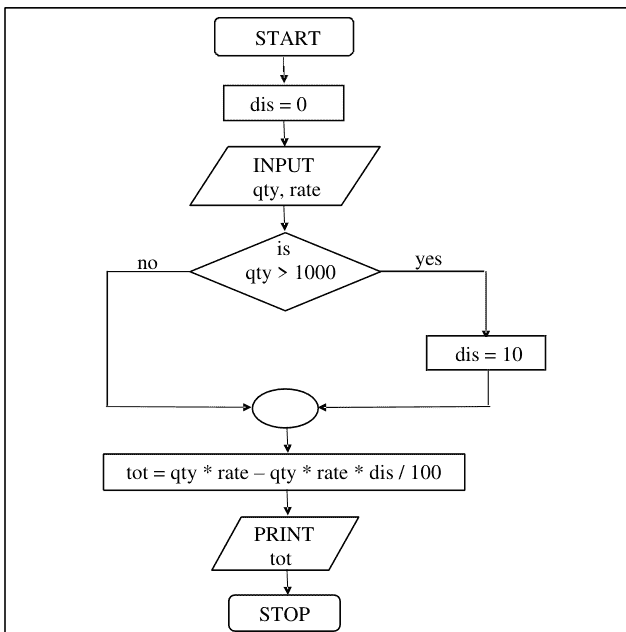 START
dis = 0
INPUT
qty, rate
is
qty > 1000
no
yes
dis = 10
tot = qty * rate – qty * rate * dis / 100
PRINT
tot
STOP